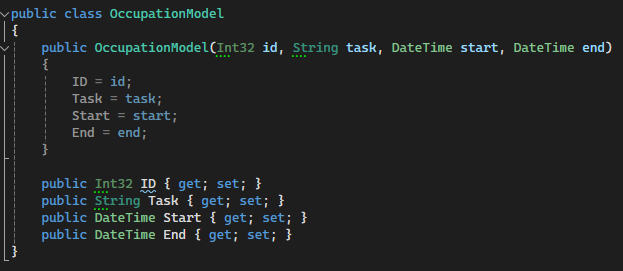 public class OccupationModel
{
    public OccupationModel(Int32 id, String task, DateTime start, DateTime end)
    {
        ID = id;
        Task = task;
        Start = start;
        End = end;
    }

    public Int32 ID { get; set; }
    public String Task { get; set; }
    public DateTime Start { get; set; }
    public DateTime End { get; set; }
}